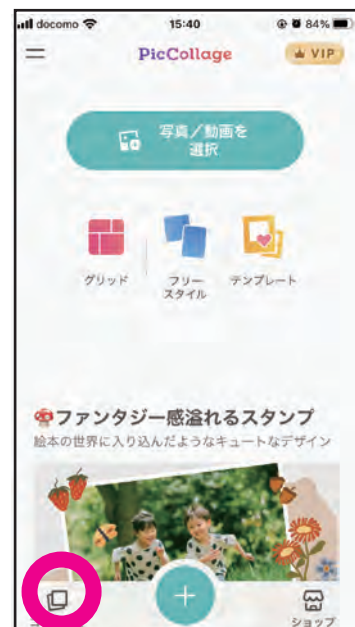 docomo 15:40 84%
PicCollage VIP
写真/動画を
選択
グリッド フリー
スタイル テンプレート
ファンタジー感溢れるスタンプ
絵本の世界に入り込んだようなキュートなデザイン
ショップ